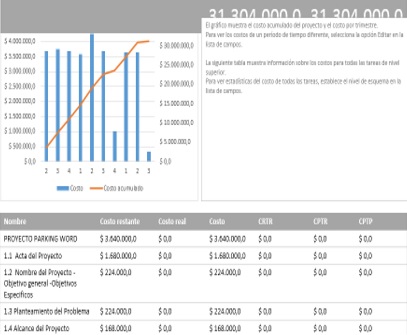 31.304.000,0 31.304.000,0
El gráfico muestra el costo acumulado del proyecto y el costo por trimestre.
Para ver los costos de un período de tiempo diferente, seleccione la opción Editar en la
lista de campos.
La siguiente tabla muestra información sobre los costos para todas las tareas de nivel
superior.
Para ver estadísticas del costo de todas las tareas, establece el nivel de esquema en la
lista de campos.
$ 4.000.000,0
$ 3.500.000,0
$ 3.000.000,0
$ 2.500.000,0
$ 2.000.000,0
$ 1.500.000,0
$ 1.000.000,0
$ 500.000,0
$ 0,0
$ 30.000.000,0
$ 25.000.000,0
$ 20.000.000,0
$ 15.000.000,0
$ 10.000.000,0
$ 5.000.000,0
$ 0,0
2 3 4 1 2 3 4 1 2 3
Costo Costo acumulado
Nombre Costo restante Costo real Costo CRTR CPTR CPTP
PROYECTO PARKING WORD $ 3.640.000,0 $ 0,0 $ 3.640.000,0 $ 0,0 $ 0,0 $ 0,0
1.1 Acta del Proyecto $ 1.680.000,0 $ 0,0 $ 1.680.000,0 $ 0,0 $ 0,0 $ 0,0
1.2 Nombre del Proyecto - $ 224.000,0 $ 0,0 $ 224.000,0 $ 0,0 $ 0,0 $ 0,0
Objetivo general -Objetivos
Específicos
1.3 Planteamiento del Problema $ 224.000,0 $ 0,0 $ 224.000,0 $ 0,0 $ 0,0 $ 0,0
1.4 Alcance del Proyecto $ 168.000,0 $ 0,0 $ 168.000,0 $ 0,0 $ 0,0 $ 0,0